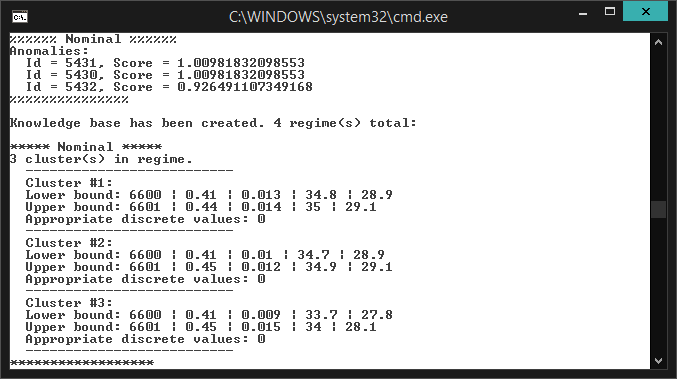 C:\WINDOWS\system32\cmd.exe
%%%%%% Nominal %%%%%%
Anomalies:
Id = 5431, Score = 1.00981832098553
Id = 5430, Score = 1.00981832098553
Id = 5432, Score = 0.926491107349168
%%%%%%%%%%%%%%%
Knowledge base has been created. 4 regime(s) total:
***** Nominal *****
3 cluster(s) in regime.
--------------------------
Cluster #1:
Lower bound: 6600 ¦ 0.41 ¦ 0.013 ¦ 34.8 ¦ 28.9
Upper bound: 6601 ¦ 0.44 ¦ 0.014 ¦ 35 ¦ 29.1
Appropriate discrete values: 0
--------------------------
Cluster #2:
Lower bound: 6600 ¦ 0.41 ¦ 0.01 ¦ 34.7 ¦ 28.9
Upper bound: 6601 ¦ 0.45 ¦ 0.012 ¦ 34.9 ¦ 29.1
Appropriate discrete values: 0
--------------------------
Cluster #3:
Lower bound: 6600 ¦ 0.41 ¦ 0.009 ¦ 33.7 ¦ 27.8
Upper bound: 6601 ¦ 0.45 ¦ 0.015 ¦ 34 ¦ 28.1
Appropriate discrete values: 0
--------------------------
******************